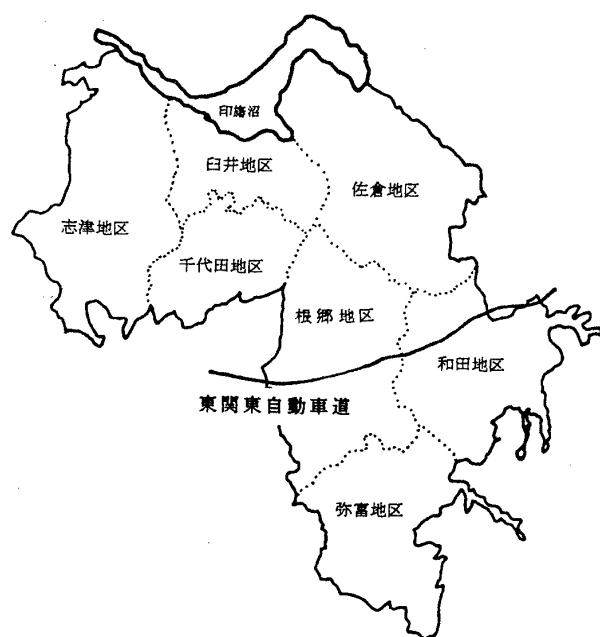 印旛沼
臼井地区
佐倉地区
志津地区
千代田地区
根郷地区
和田地区
東関東自動車道
弥富地区